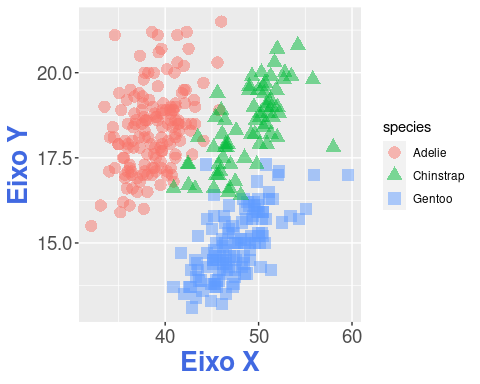 20.0
17.5
15.0
Eixo Y
40
50
60
Eixo X
species
Adelie
Chinstrap
Gentoo